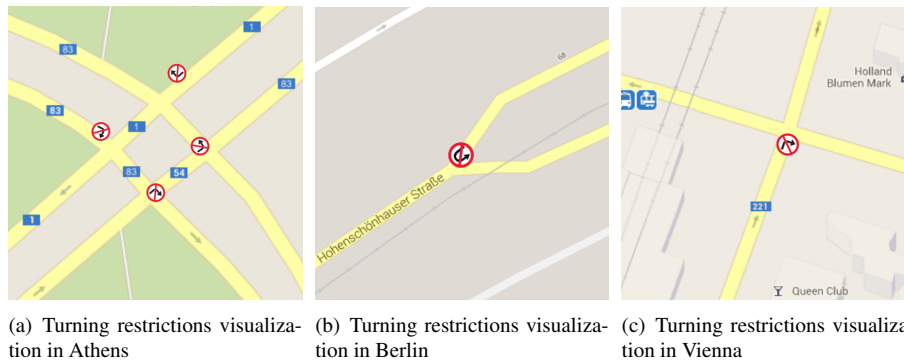 83
1
83
83
1
83
54
1
68
Hohenschönhauser Straße
Holland
Blumen Mark
221
Queen Club
(a) Turning restrictions visualiza-
tion in Athens
(b) Turning restrictions visualiza-
tion in Berlin
(c) Turning restrictions visualiza
tion in Vienna